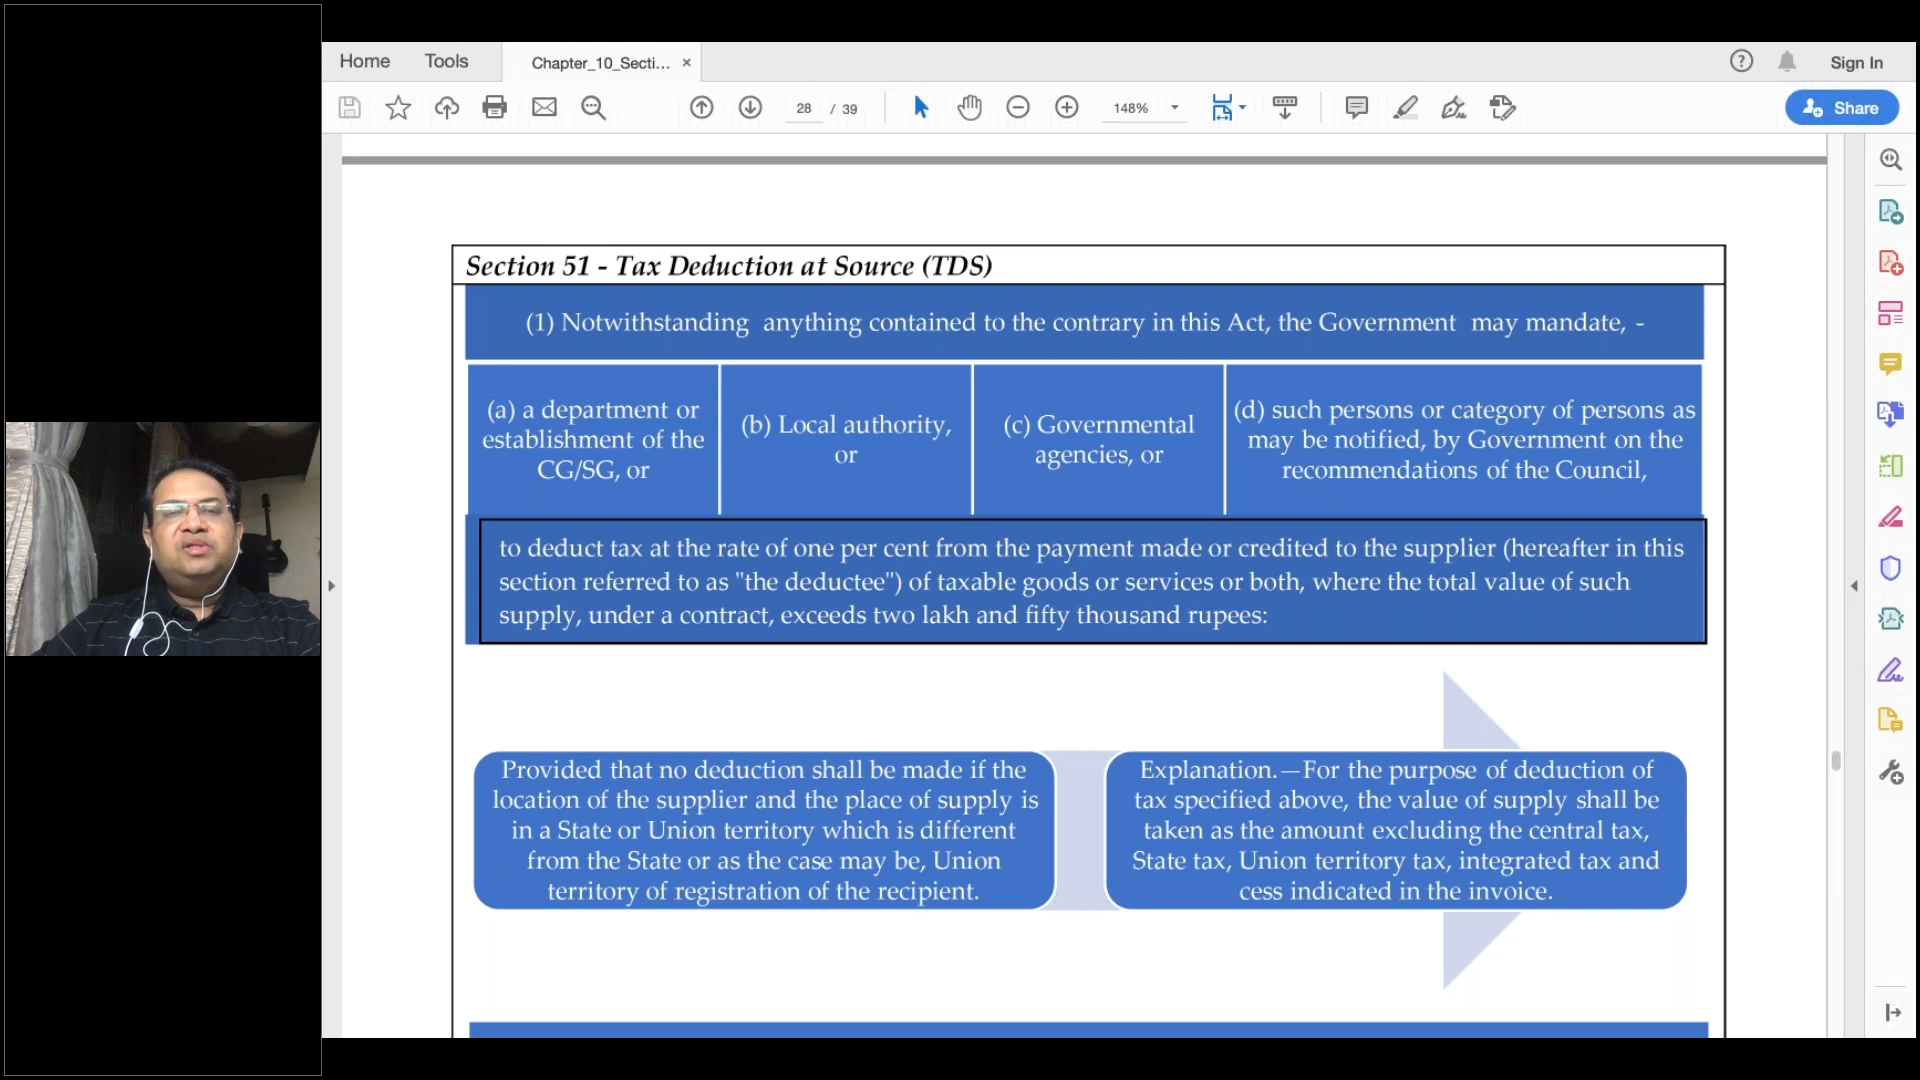 Home
Tools
Chapter_10_Secti... ×
Sign In
28 / 39
148%
Share
Section 51 - Tax Deduction at Source (TDS)
(1) Notwithstanding anything contained to the contrary in this Act, the Government may mandate, -
(a) a department or
establishment of the
CG/SG, or
(b) Local authority,
or
(c) Governmental
agencies, or
(d) such persons or category of persons as
may be notified, by Government on the
recommendations of the Council,
to deduct tax at the rate of one per cent from the payment made or credited to the supplier (hereafter in this
section referred to as "the deductee") of taxable goods or services or both, where the total value of such
supply, under a contract, exceeds two lakh and fifty thousand rupees:
Provided that no deduction shall be made if the
location of the supplier and the place of supply is
in a State or Union territory which is different
from the State or as the case may be, Union
territory of registration of the recipient.
Explanation.—For the purpose of deduction of
tax specified above, the value of supply shall be
taken as the amount excluding the central tax,
State tax, Union territory tax, integrated tax and
cess indicated in the invoice.